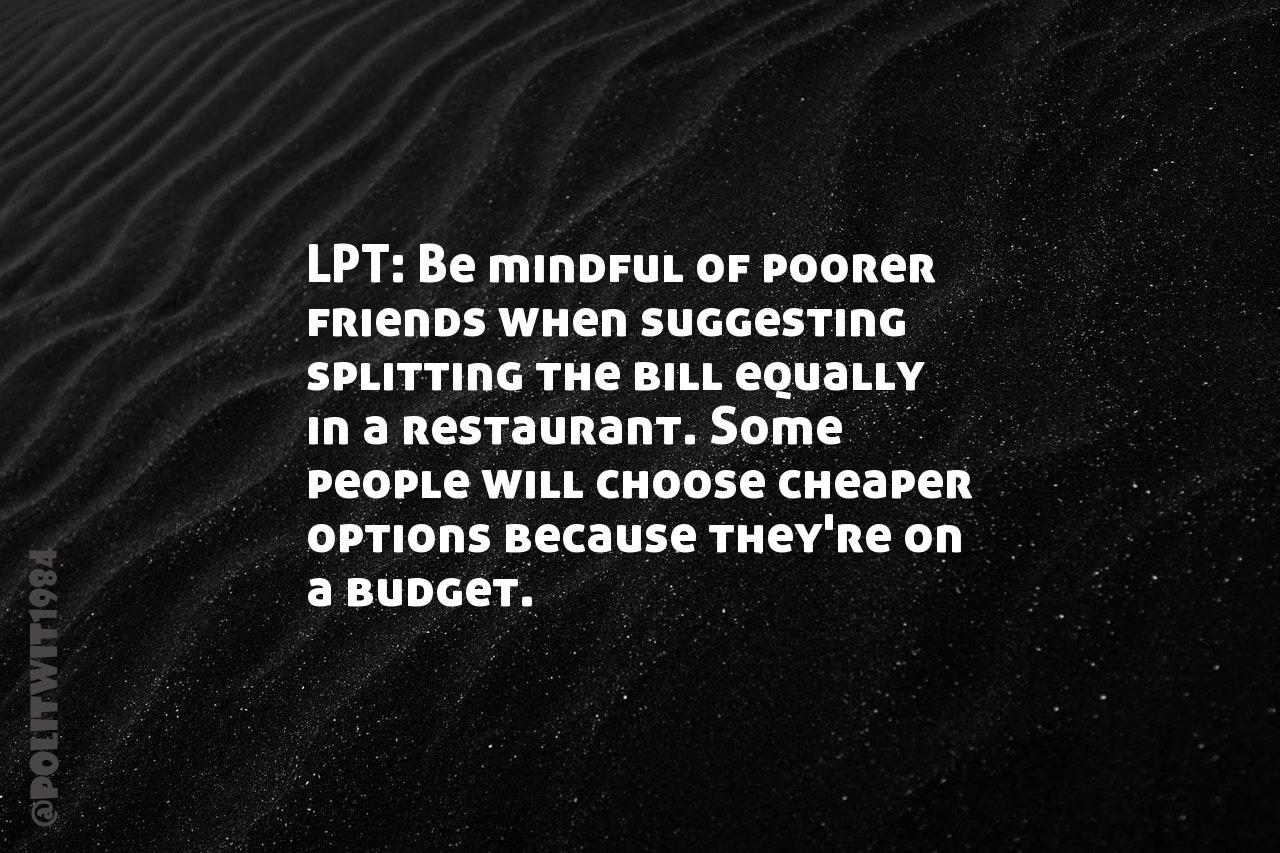 LPT: Be mindful of poorer
friends when suggesting
splitting the bill equally
in a restaurant. Some
people will choose cheaper
options because they're on
a budget.
@POLITWIT1984